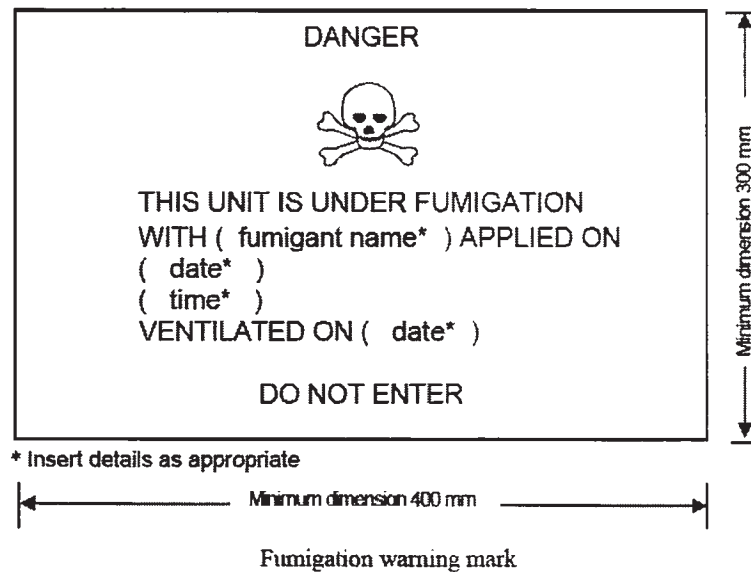 DANGER
THIS UNIT IS UNDER FUMIGATION
WITH ( fumigant name* ) APPLIED ON
( date* )
( time* )
VENTILATED ON ( date* )
DO NOT ENTER
Minimum dimension 300 mm
* Insert details as appropriate
Minimum dimension 400 mm
Fumigation warning mark